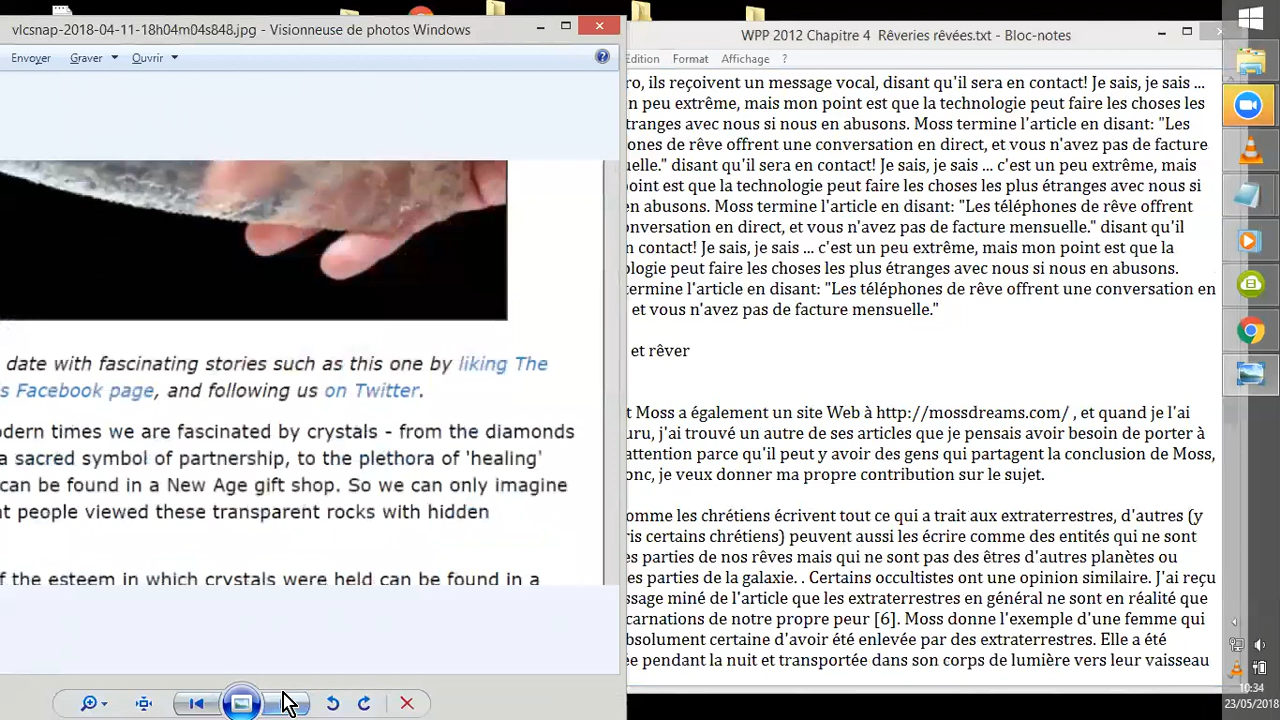 vlcsnap-2018-04-11-18h04m04s848.jpg - Visionneuse de photos Windows
Envoyer Graver Ouvrir
date with fascinating stories such as this one by liking The
s Facebook page, and following us on Twitter.
odern times we are fascinated by crystals - from the diamonds
a sacred symbol of partnership, to the plethora of 'healing'
can be found in a New Age gift shop. So we can only imagine
at people viewed these transparent rocks with hidden
f the esteem in which crystals were held can be found in a
WPP 2012 Chapitre 4 Rêveries rêvées.txt - Bloc-notes
Edition Format Affichage ?
ro, ils reçoivent un message vocal, disant qu'il sera en contact! Je sais, je sais ...
n peu extrême, mais mon point est que la technologie peut faire les choses les
tranges avec nous si nous en abusons. Moss termine l'article en disant: "Les
hones de rêve offrent une conversation en direct, et vous n'avez pas de facture
uelle." disant qu'il sera en contact! Je sais, je sais ... c'est un peu extrême, mais
point est que la technologie peut faire les choses les plus étranges avec nous si
en abusons. Moss termine l'article en disant: "Les téléphones de rêve offrent
onversation en direct, et vous n'avez pas de facture mensuelle." disant qu'il
en contact! Je sais, je sais ... c'est un peu extrême, mais mon point est que la
ologie peut faire les choses les plus étranges avec nous si nous en abusons.
termine l'article en disant: "Les téléphones de rêve offrent une conversation en
et vous n'avez pas de facture mensuelle."
et rêver
t Moss a également un site Web à http://mossdreams.com/ , et quand je l'ai
uru, j'ai trouvé un autre de ses articles que je pensais avoir besoin de porter à
attention parce qu'il peut y avoir des gens qui partagent la conclusion de Moss,
onc, je veux donner ma propre contribution sur le sujet.
omme les chrétiens écrivent tout ce qui a trait aux extraterrestres, d'autres (y
ris certains chrétiens) peuvent aussi les écrire comme des entités qui ne sont
es parties de nos rêves mais qui ne sont pas des êtres d'autres planètes ou
es parties de la galaxie. . Certains occultistes ont une opinion similaire. J'ai reçu
ssage miné de l'article que les extraterrestres en général ne sont en réalité que
carnations de notre propre peur [6]. Moss donne l'exemple d'une femme qui
bsolument certaine d'avoir été enlevée par des extraterrestres. Elle a été
ée pendant la nuit et transportée dans son corps de lumière vers leur vaisseau
10:34
23/05/2018